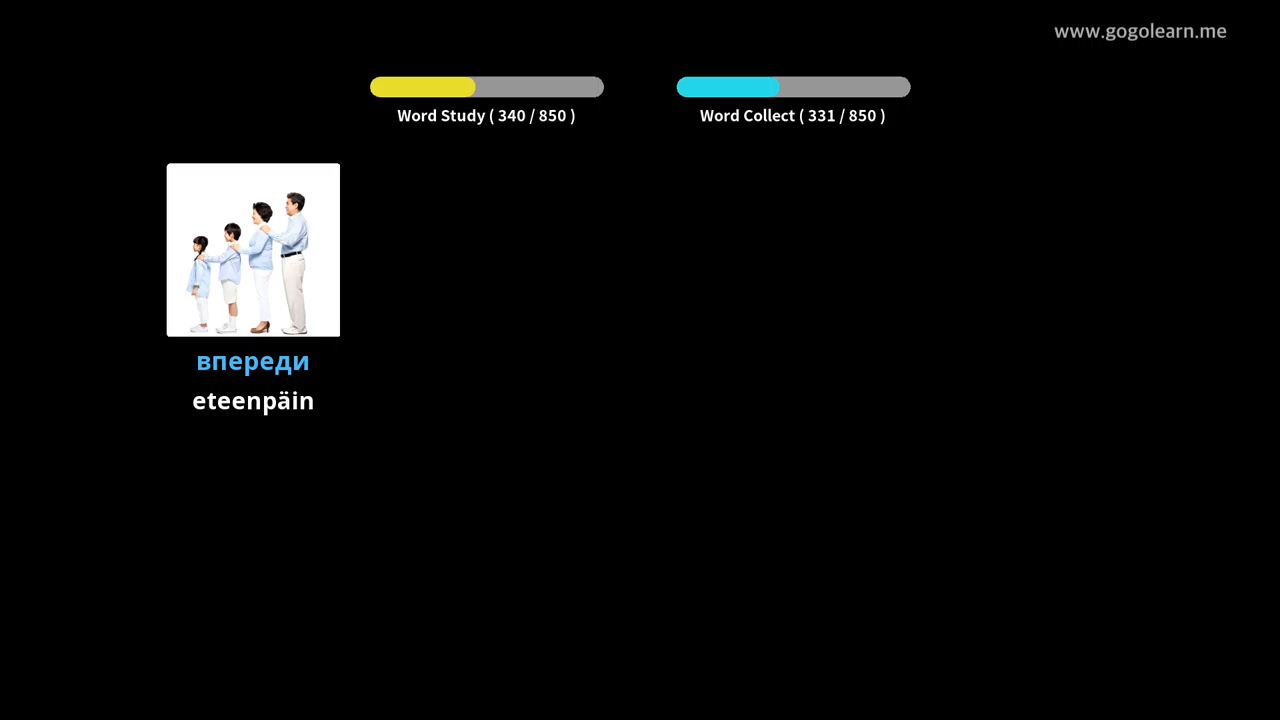 www.gogolearn.me
Word Study ( 340 / 850 )
Word Collect ( 331 / 850 )
впереди
eteenpäin